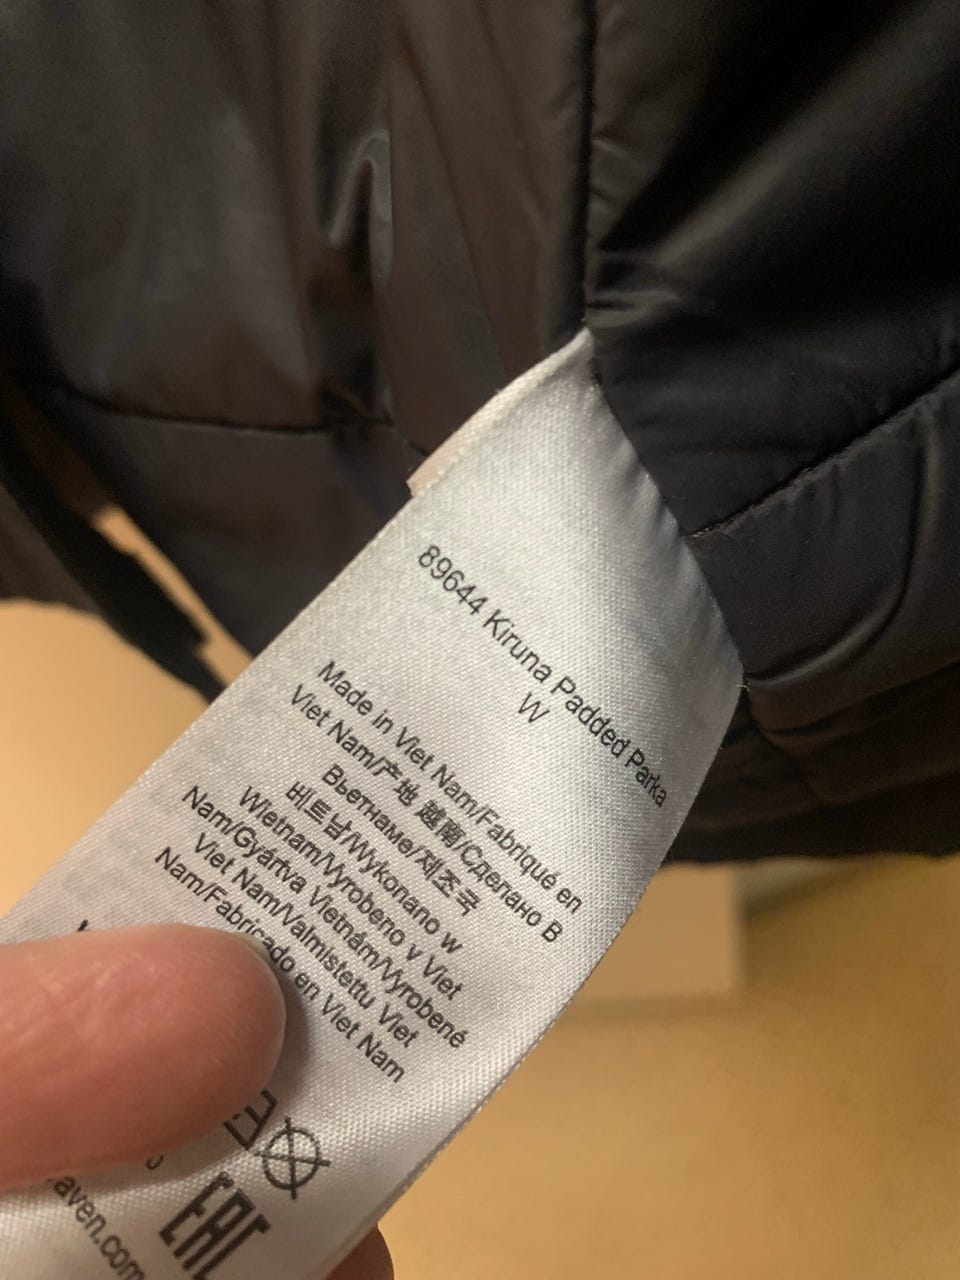 89644 Kiruna Padded Parka
W
Made in Viet Nam/Fabriqué en
Viet Nam/产地 越南/Сделано В
Вьетнаме/제조국
베트남/Wykonano w
Wietnam/Vyrobeno v Viet
Nam/Gyártva Vietnám/Vyrobené
Viet Nam/Valmistettu Viet
Nam/Fabricado en Viet Nam
EAC
aven.com